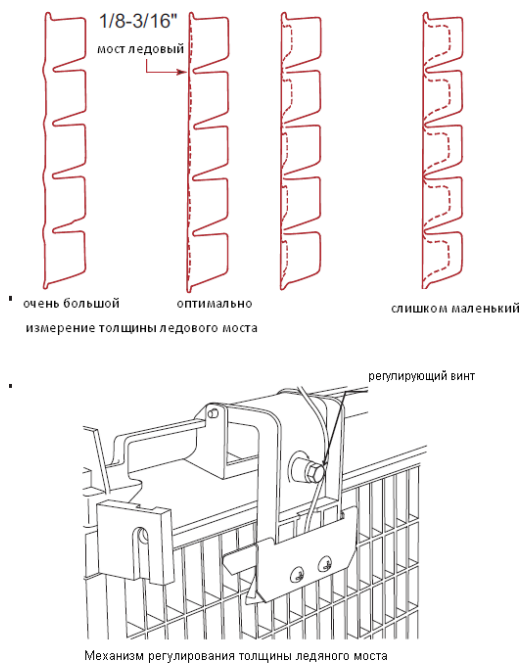 1/8-3/16"
мост ледовый
очень большой
оптимально
слишком маленький
измерение толщины ледового моста
регулирующий винт
Механизм регулирования толщины ледяного моста